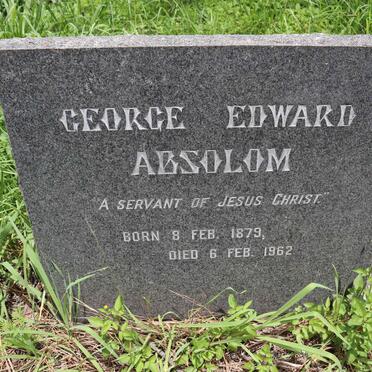 GEORGE EDWARD
ABSOLOM
"A SERVANT OF JESUS CHRIST."
BORN 8 FEB. 1879,
DIED 6 FEB. 1962